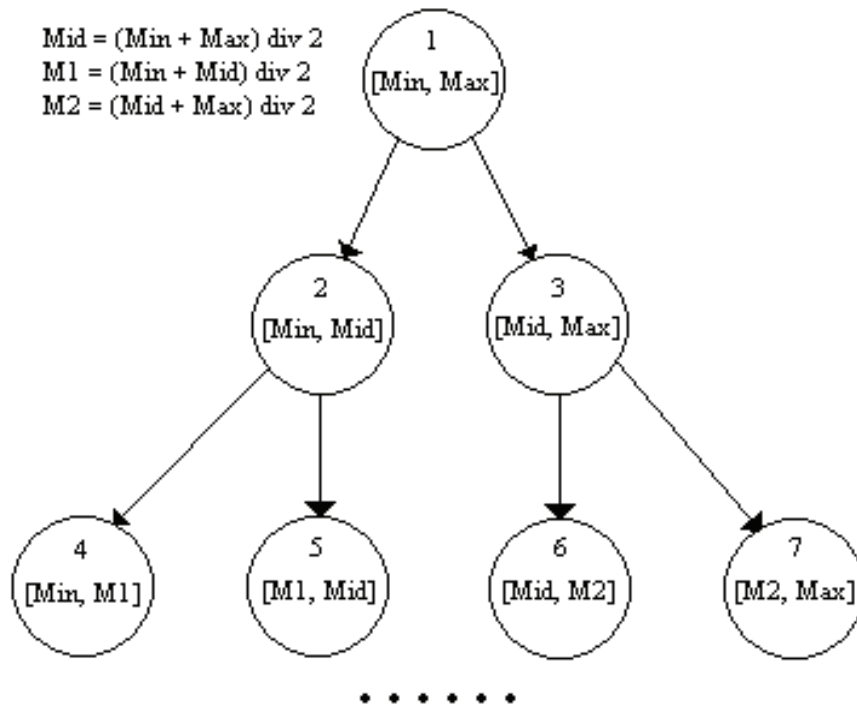 Mid = (Min + Max) div 2
M1 = (Min + Mid) div 2
M2 = (Mid + Max) div 2
1
[Min, Max]
2
[Min, Mid]
3
[Mid, Max]
4
[Min, M1]
5
[M1, Mid]
6
[Mid, M2]
7
[M2, Max]